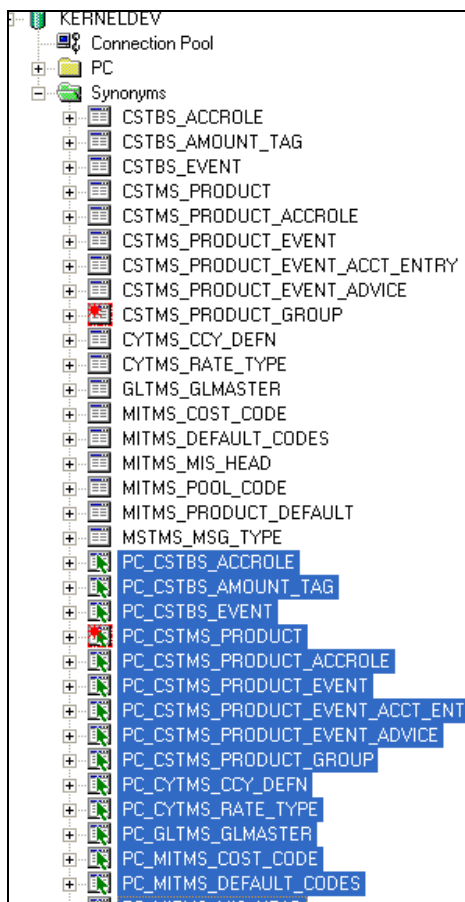 KERNELDEV
Connection Pool
PC
Synonyms
CSTBS_ACCROLE
CSTBS_AMOUNT_TAG
CSTBS_EVENT
CSTMS_PRODUCT
CSTMS_PRODUCT_ACCROLE
CSTMS_PRODUCT_EVENT
CSTMS_PRODUCT_EVENT_ACCT_ENTRY
CSTMS_PRODUCT_EVENT_ADVICE
CSTMS_PRODUCT_GROUP
CYTMS_CCY_DEFN
CYTMS_RATE_TYPE
GLTMS_GLMASTER
MITMS_COST_CODE
MITMS_DEFAULT_CODES
MITMS_MIS_HEAD
MITMS_POOL_CODE
MITMS_PRODUCT_DEFAULT
MSTMS_MSG_TYPE
PC_CSTBS_ACCROLE
PC_CSTBS_AMOUNT_TAG
PC_CSTBS_EVENT
PC_CSTMS_PRODUCT
PC_CSTMS_PRODUCT_ACCROLE
PC_CSTMS_PRODUCT_EVENT
PC_CSTMS_PRODUCT_EVENT_ACCT_ENT
PC_CSTMS_PRODUCT_EVENT_ADVICE
PC_CSTMS_PRODUCT_GROUP
PC_CYTMS_CCY_DEFN
PC_CYTMS_RATE_TYPE
PC_GLTMS_GLMASTER
PC_MITMS_COST_CODE
PC_MITMS_DEFAULT_CODES